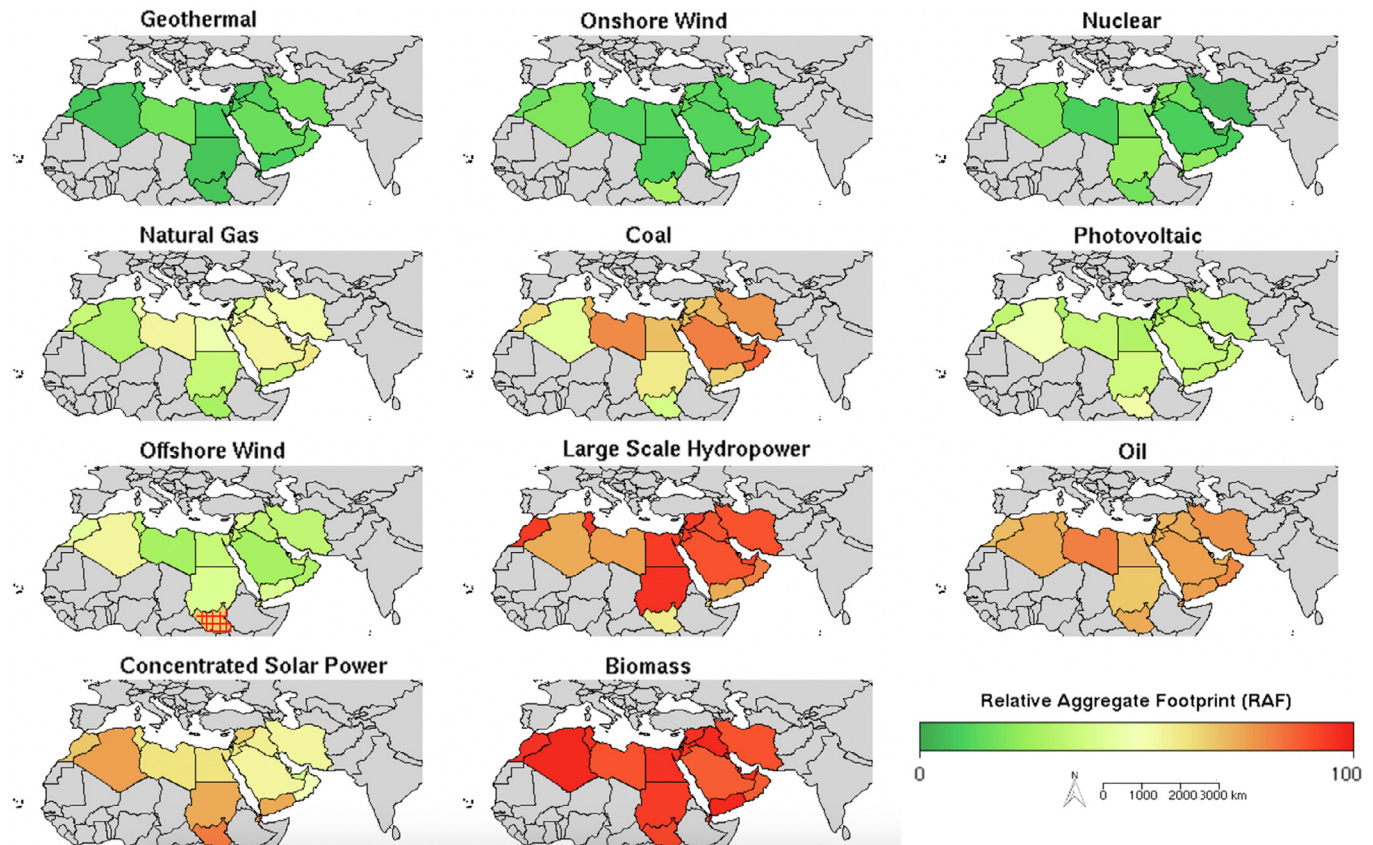 Geothermal
Onshore Wind
Nuclear
Natural Gas
Coal
Photovoltaic
Offshore Wind
Large Scale Hydropower
Oil
Concentrated Solar Power
Biomass
Relative Aggregate Footprint (RAF)
0 100
N
0 1000 2000 3000 km